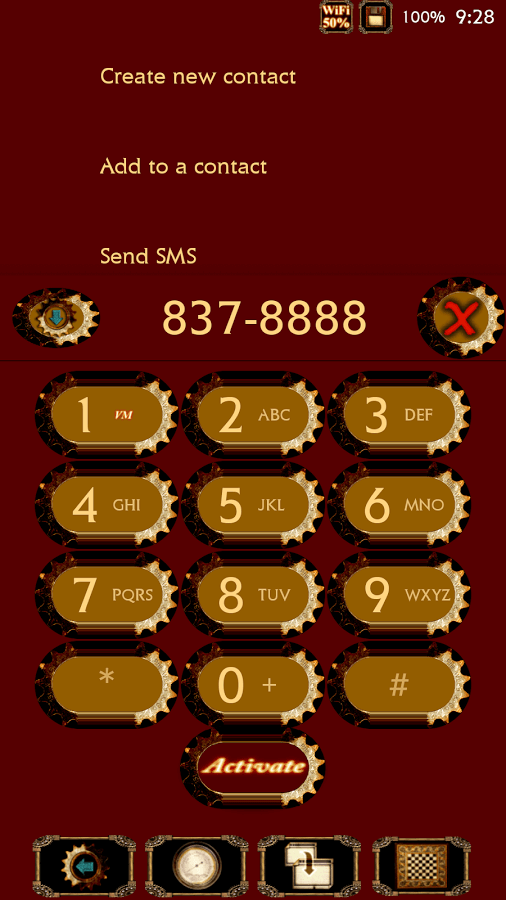 WiFi 100% 9:28
50%
Create new contact
Add to a contact
Send SMS
837-8888
1 VM 2 ABC 3 DEF
4 GHI 5 JKL 6 MNO
7 PQRS 8 TUV 9 WXYZ
* 0 + #
Activate